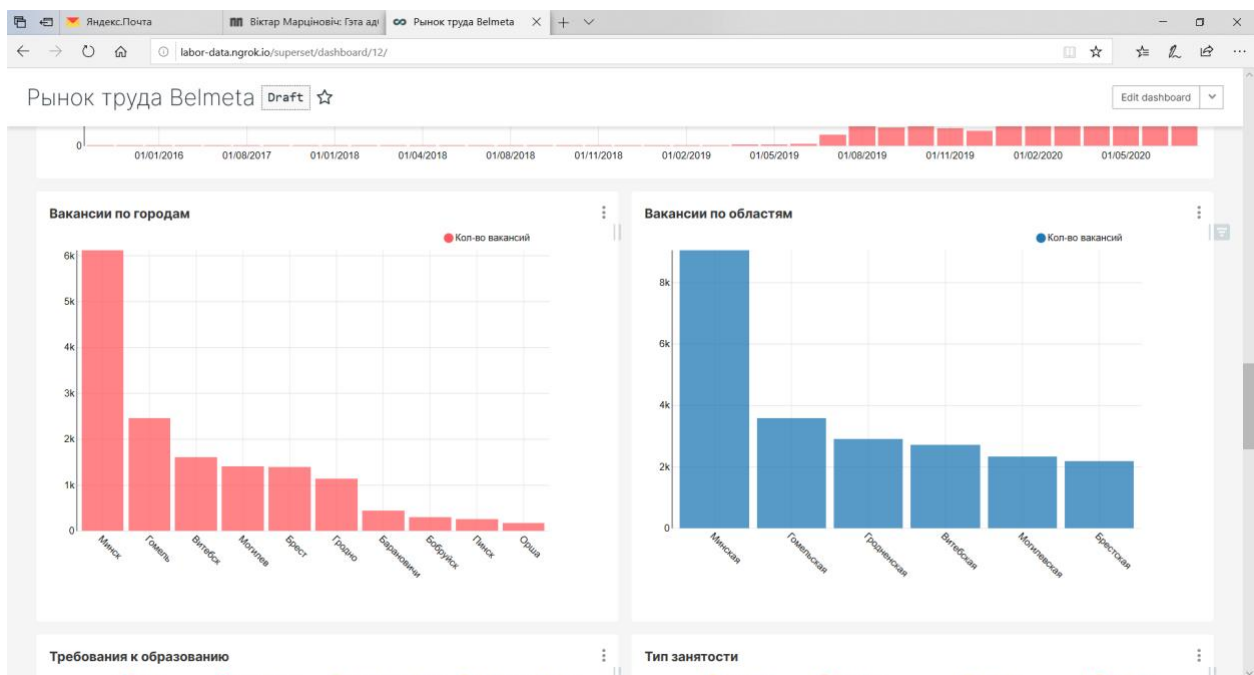 Яндекс.Почта
Віктар Марціновіч: Гэта ад
Рынок труда Belmeta
labor-data.ngrok.io/superset/dashboard/12/
Рынок труда Belmeta Draft
Edit dashboard
0
01/01/2016 01/08/2017 01/01/2018 01/04/2018 01/08/2018 01/11/2018 01/02/2019 01/05/2019 01/08/2019 01/11/2019 01/02/2020 01/05/2020
Вакансии по городам
Кол-во вакансий
6k
5k
4k
3k
2k
1k
0
Минск Гомель Витебск Могилев Брест Гродно Барановичи Бобруйск Пинск Орша
Вакансии по областям
Кол-во вакансий
8k
6k
4k
2k
0
Минская Гомельская Гродненская Витебская Могилевская Брестская
Требования к образованию
Тип занятости